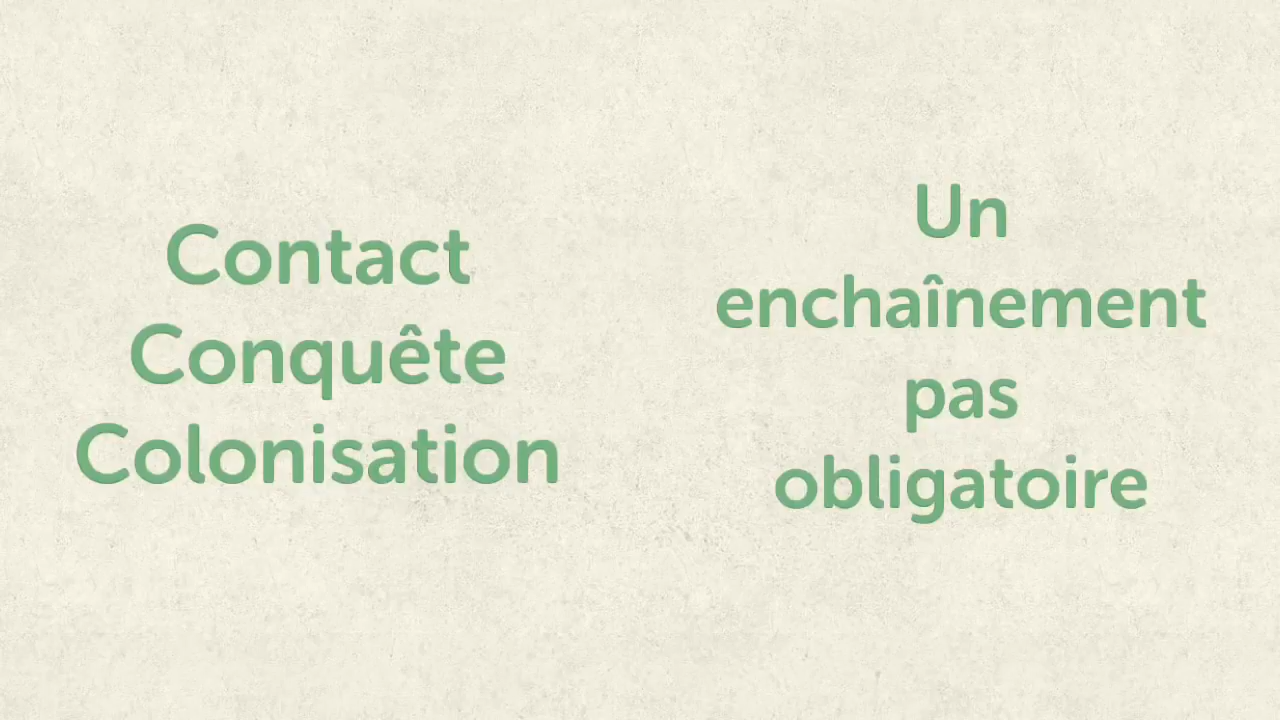 Contact
Conquête
Colonisation
Un
enchaînement
pas
obligatoire